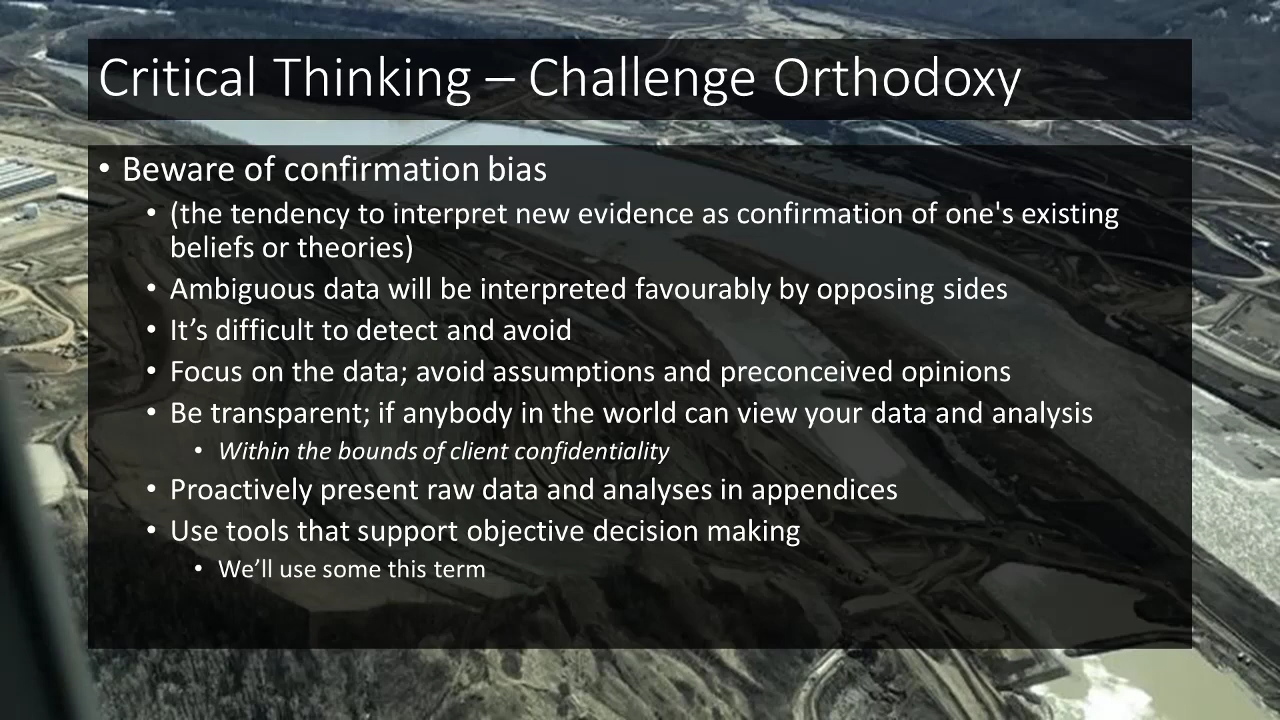 Critical Thinking – Challenge Orthodoxy
• Beware of confirmation bias
• (the tendency to interpret new evidence as confirmation of one's existing
beliefs or theories)
• Ambiguous data will be interpreted favourably by opposing sides
• It’s difficult to detect and avoid
• Focus on the data; avoid assumptions and preconceived opinions
• Be transparent; if anybody in the world can view your data and analysis
• Within the bounds of client confidentiality
• Proactively present raw data and analyses in appendices
• Use tools that support objective decision making
• We’ll use some this term